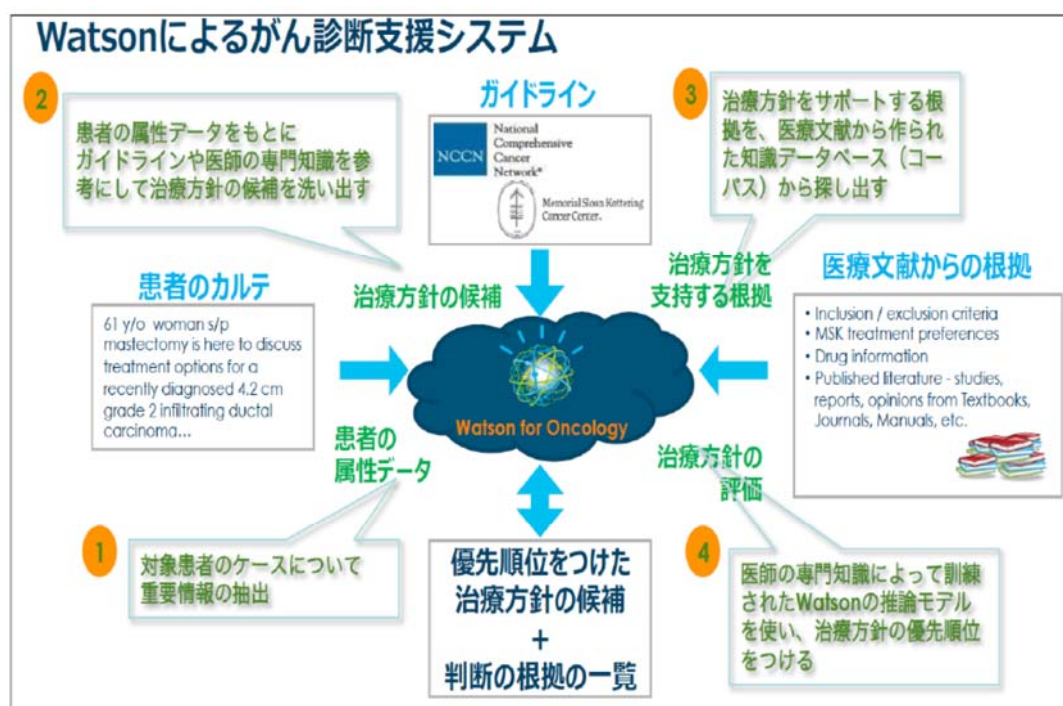 Watsonによるがん診断支援システム
2
患者の属性データをもとに
ガイドラインや医師の専門知識を参
考にして治療方針の候補を洗い出す
ガイドライン
NCCN
National
Comprehensive
Cancer
Network®
Memorial Sloan Kettering
Cancer Center
3
治療方針をサポートする根
拠を、医療文献から作られ
た知識データベース（コー
パス）から探し出す
患者のカルテ
61 y/o woman s/p
mastectomy is here to discuss
treatment options for a
recently diagnosed 4.2 cm
grade 2 infiltrating ductal
carcinoma...
治療方針の候補
治療方針を
支持する根拠
医療文献からの根拠
• Inclusion / exclusion criteria
• MSK treatment preferences
• Drug information
• Published literature - studies,
reports, opinions from Textbooks,
Journals, Manuals, etc.
Watson for Oncology
患者の
属性データ
治療方針の
評価
1
対象患者のケースについて
重要情報の抽出
優先順位をつけた
治療方針の候補
+
判断の根拠の一覧
4
医師の専門知識によって訓練
されたWatsonの推論モデル
を使い、治療方針の優先順位
をつける